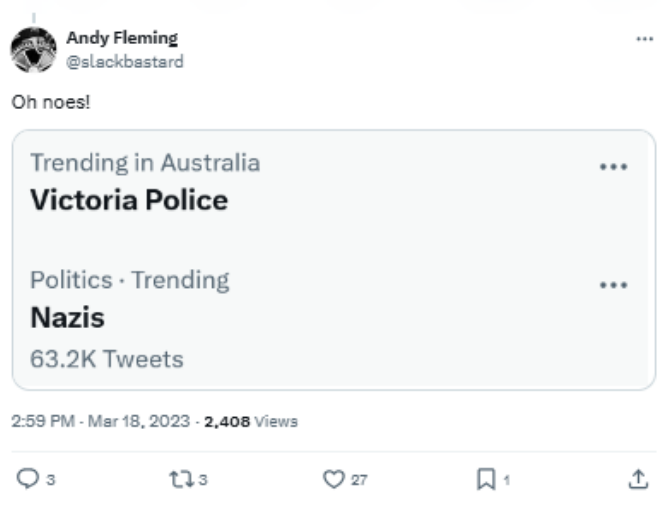 Andy Fleming
@slackbastard
Oh noes!
Trending in Australia
Victoria Police
Politics · Trending
Nazis
63.2K Tweets
2:59 PM · Mar 18, 2023 · 2,408 Views
3 3 27 1